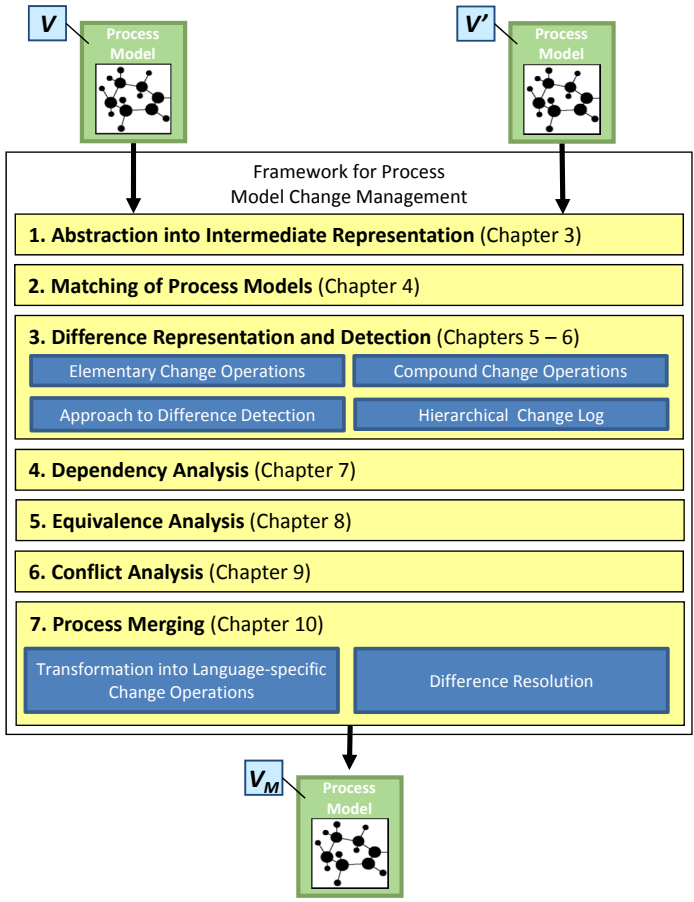 V
Process
Model
V'
Process
Model
Framework for Process
Model Change Management
1. Abstraction into Intermediate Representation (Chapter 3)
2. Matching of Process Models (Chapter 4)
3. Difference Representation and Detection (Chapters 5 – 6)
Elementary Change Operations
Compound Change Operations
Approach to Difference Detection
Hierarchical Change Log
4. Dependency Analysis (Chapter 7)
5. Equivalence Analysis (Chapter 8)
6. Conflict Analysis (Chapter 9)
7. Process Merging (Chapter 10)
Transformation into Language-specific
Change Operations
Difference Resolution
VM
Process
Model